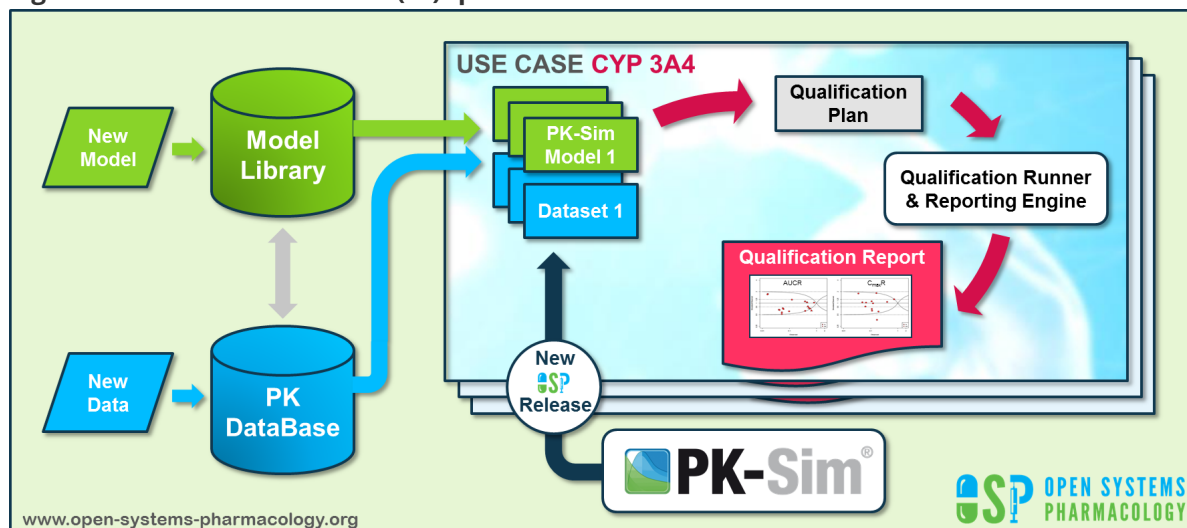 USE CASE CYP 3A4
New
Model
Model
Library
PK-Sim
Model 1
Dataset 1
Qualification
Plan
Qualification Runner
& Reporting Engine
Qualification Report
AUCR
CmaxR
New
Data
PK
DataBase
New
OSP
Release
PK-Sim®
OSP
OPEN SYSTEMS
PHARMACOLOGY
www.open-systems-pharmacology.org